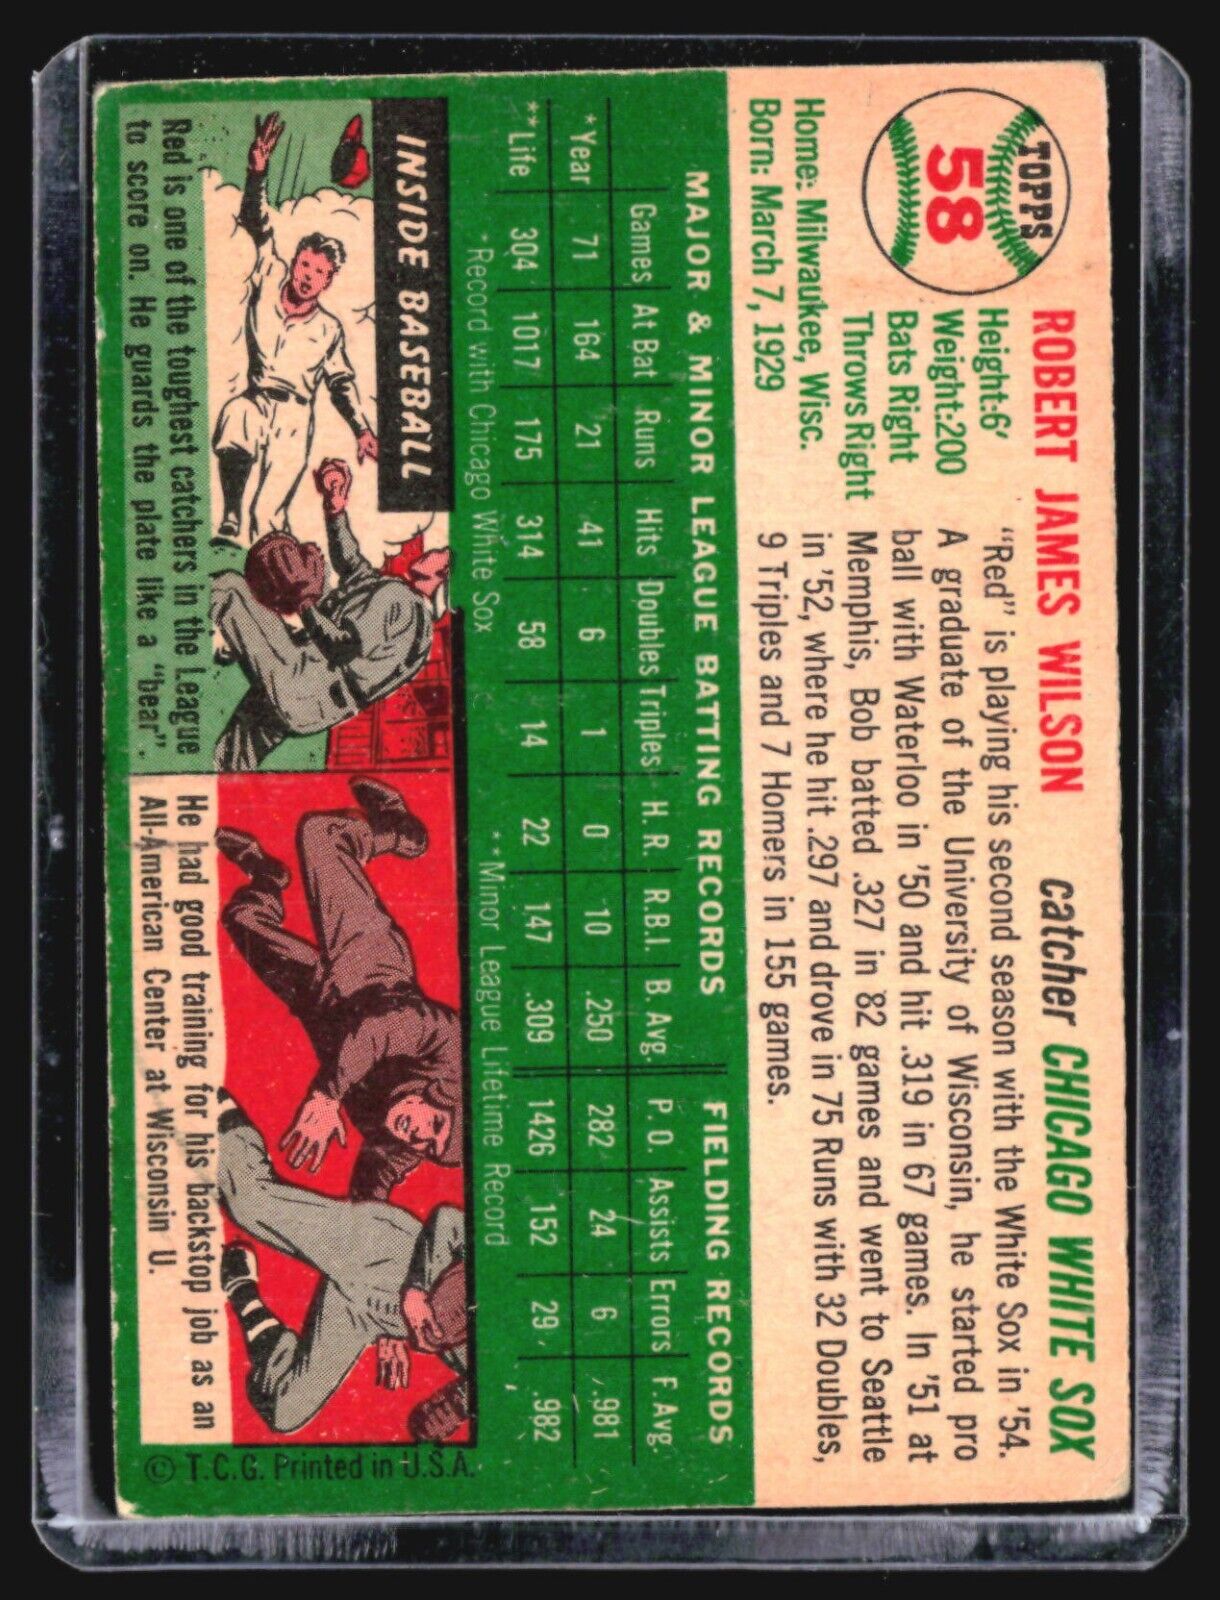 TOPPS
58
ROBERT JAMES WILSON catcher CHICAGO WHITE SOX
Height:6'
Weight:200
Bats Right
Throws Right
Home: Milwaukee, Wisc.
Born: March 7, 1929
"Red" is playing his second season with the White Sox in '54.
A graduate of the University of Wisconsin, he started pro
ball with Waterloo in '50 and hit .319 in 67 games. In '51 at
Memphis, Bob batted .327 in 82 games and went to Seattle
in '52, where he hit .297 and drove in 75 Runs with 32 Doubles,
9 Triples and 7 Homers in 155 games.
MAJOR & MINOR LEAGUE BATTING RECORDS FIELDING RECORDS
Games At Bat Runs Hits Doubles Triples H. R. R.B.I. B. Avg. P. O. Assists Errors F. Avg.
*Year 71 164 21 41 6 1 0 10 .250 282 24 6 .981
**Life 304 1017 175 314 58 14 22 147 .309 1426 152 29 .982
*Record with Chicago White Sox **Minor League Lifetime Record
INSIDE BASEBALL
Red is one of the toughest catchers in the League
to score on. He guards the plate like a "bear".
He had good training for his backstop job as an
All-American Center at Wisconsin U.
© T.C.G. Printed in U.S.A.